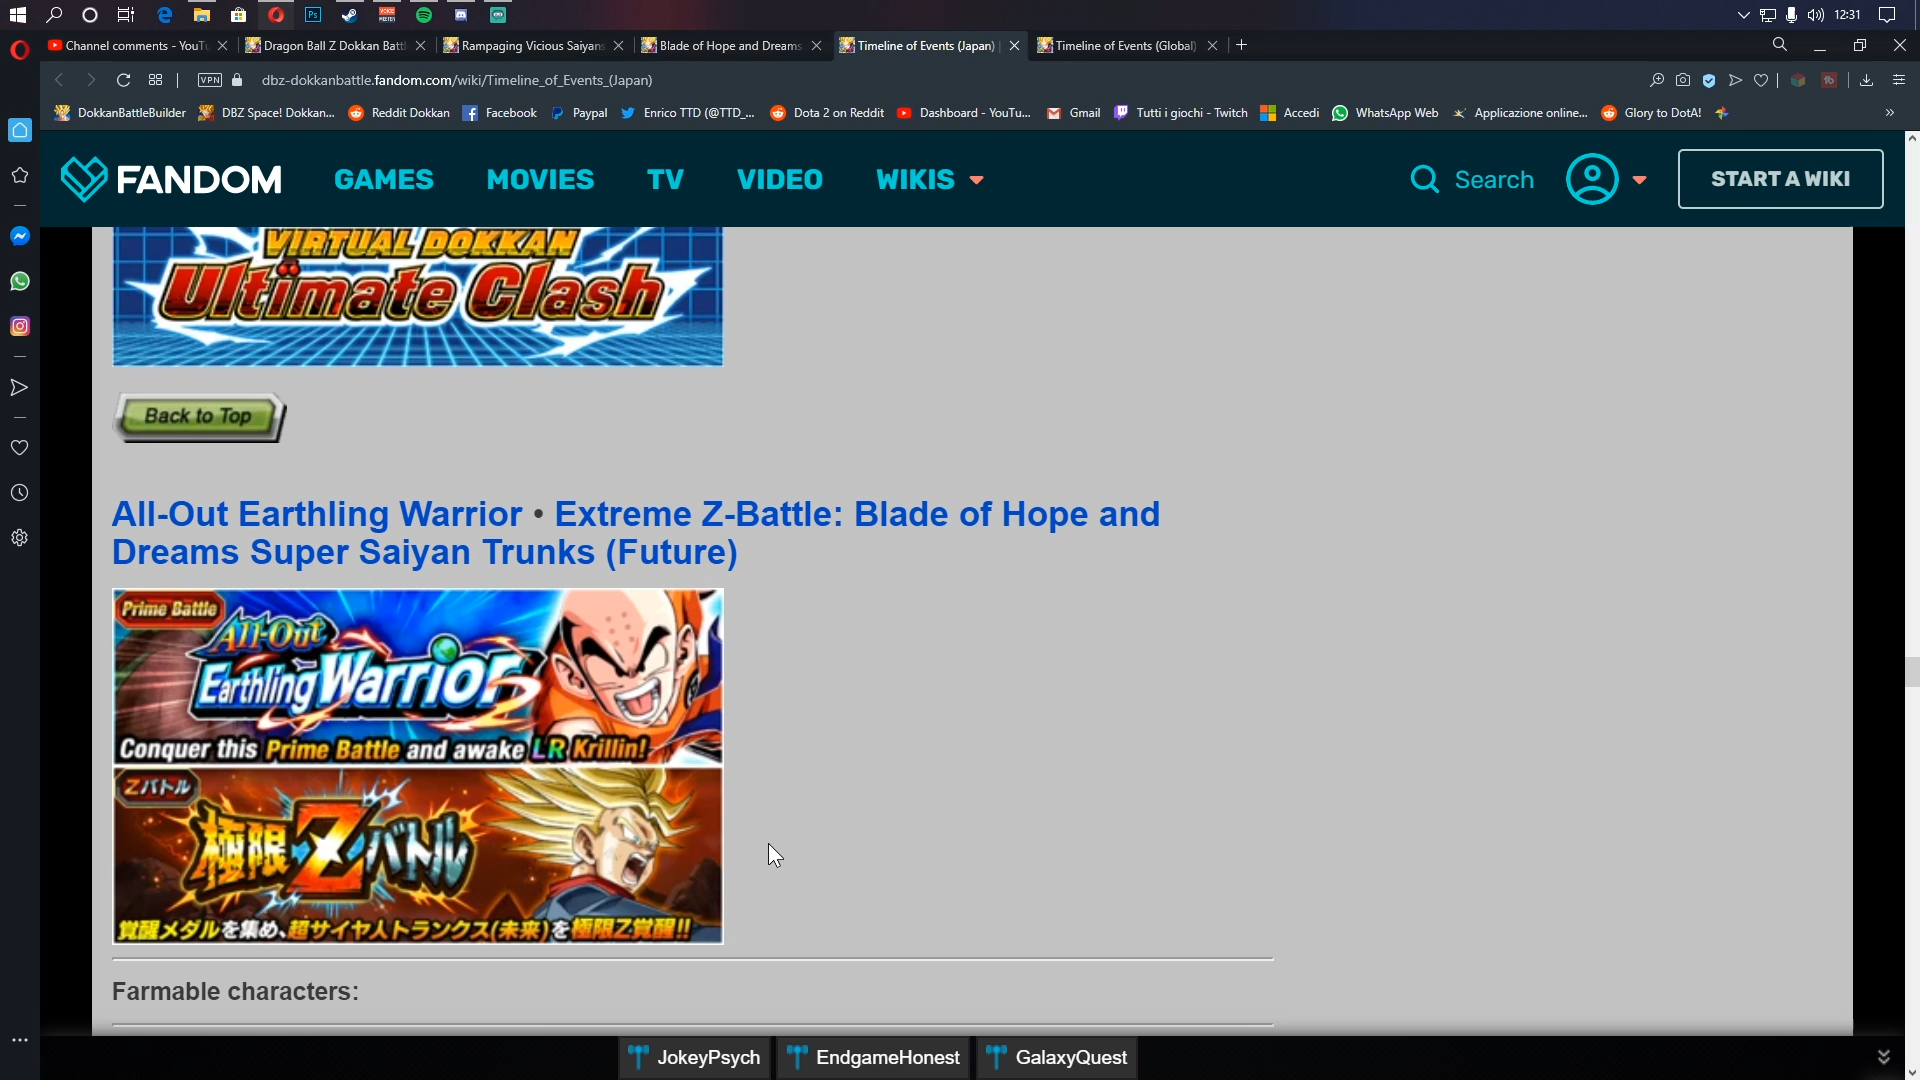 12:31
Channel comments - YouTu
Dragon Ball Z Dokkan Battl
Rampaging Vicious Saiyans
Blade of Hope and Dreams
Timeline of Events (Japan) |
Timeline of Events (Global)
VPN
dbz-dokkanbattle.fandom.com/wiki/Timeline_of_Events_(Japan)
DokkanBattleBuilder
DBZ Space! Dokkan...
Reddit Dokkan
Facebook
Paypal
Enrico TTD (@TTD_...
Dota 2 on Reddit
Dashboard - YouTu...
Gmail
Tutti i giochi - Twitch
Accedi
WhatsApp Web
Applicazione online...
Glory to DotA!
FANDOM
GAMES
MOVIES
TV
VIDEO
WIKIS
Search
START A WIKI
VIRTUAL DOKKAN
Ultimate Clash
Back to Top
All-Out Earthling Warrior • Extreme Z-Battle: Blade of Hope and
Dreams Super Saiyan Trunks (Future)
Prime Battle
All-Out
Earthling Warrior
Conquer this Prime Battle and awake LR Krillin!
Zバトル
極限Zバトル
覚醒メダルを集め、超サイヤ人トランクス(未来)を極限Z覚醒!!
Farmable characters:
JokeyPsych
EndgameHonest
GalaxyQuest